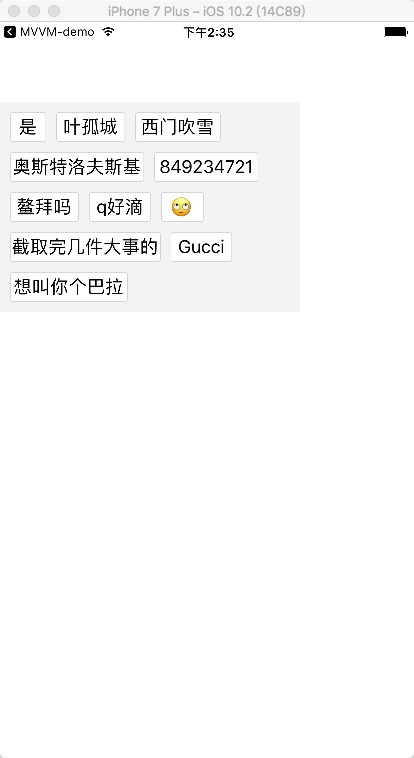 iPhone 7 Plus – iOS 10.2 (14C89)
MVVM-demo 下午2:35
是 叶孤城 西门吹雪
奥斯特洛夫斯基 849234721
鳌拜吗 q好滴 🙄
截取完几件大事的 Gucci
想叫你个巴拉